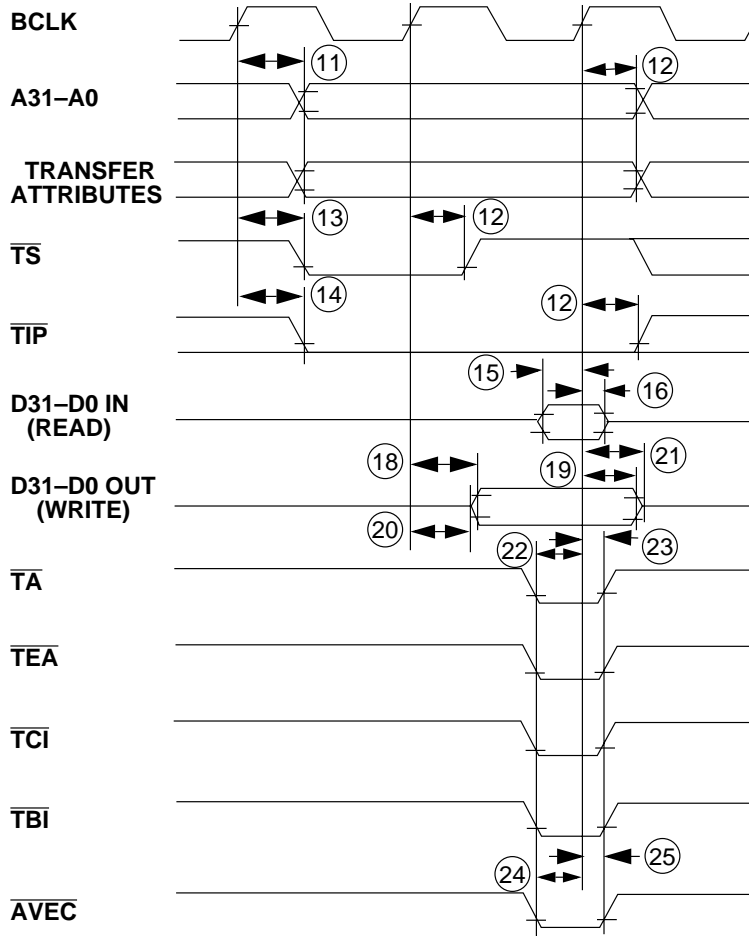 BCLK
11
12
A31–A0
TRANSFER
ATTRIBUTES
13
12
TS
14
12
TIP
15
16
D31–D0 IN
(READ)
18
19
21
D31–D0 OUT
(WRITE)
20
22
23
TA
TEA
TCI
TBI
24
25
AVEC